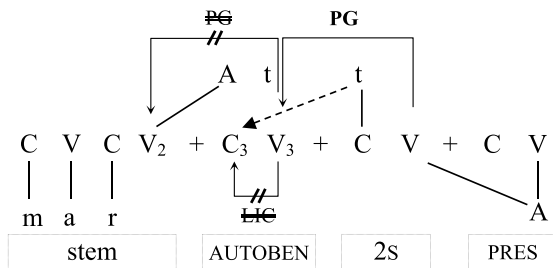 PG PG
A t t
C V C V₂ + C₃ V₃ + C V + C V
LIC
m a r A
stem AUTOBEN 2S PRES